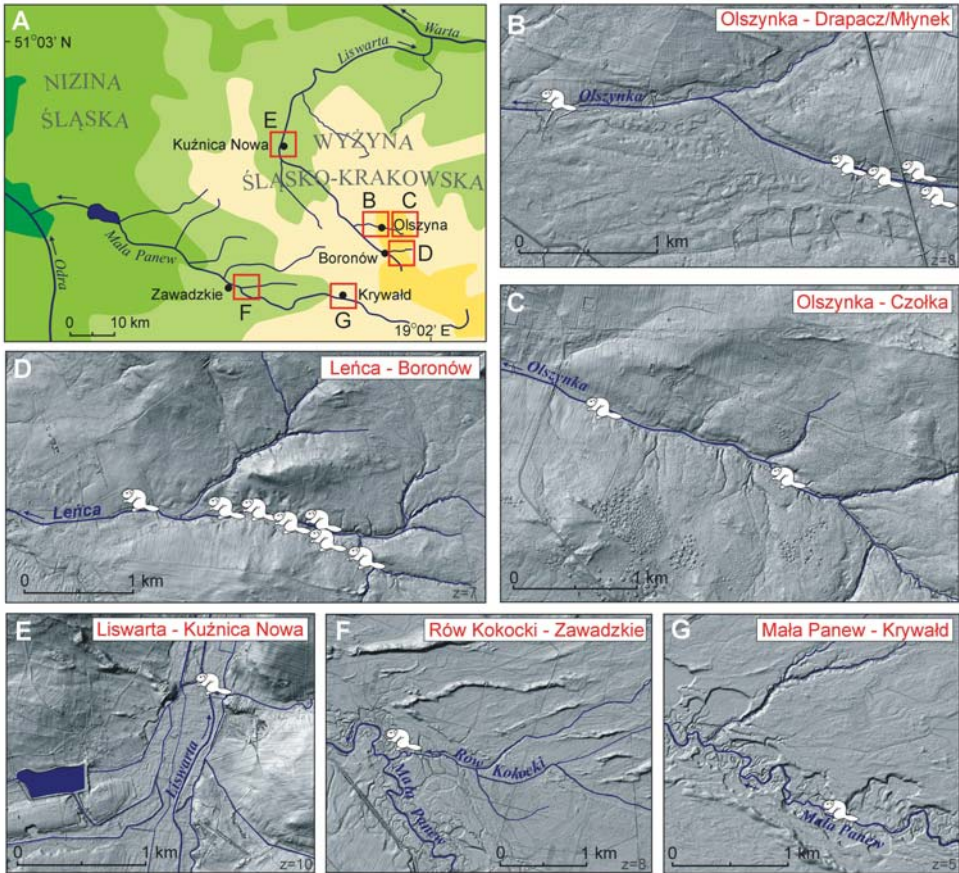 A
51°03' N
NIZINA
ŚLĄSKA
Warta
Liswarta
E
Kuźnica Nowa
WYŻYNA
ŚLĄSKO-KRAKOWSKA
B
C
Olszyna
Boronów
D
Mała Panew
Odra
Zawadzkie
F
Krywałd
G
0 10 km
19°02' E
B
Olszynka - Drapacz/Młynek
Olszynka
0 1 km
z=8
C
Olszynka - Czołka
Olszynka
0 1 km
D
Leńca - Boronów
Leńca
0 1 km
z=7
E
Liswarta - Kuźnica Nowa
Liswarta
0 1 km
z=10
F
Rów Kokocki - Zawadzkie
Rów Kokocki
Mała Panew
0 1 km
z=8
G
Mała Panew - Krywałd
Mała Panew
0 1 km
z=5